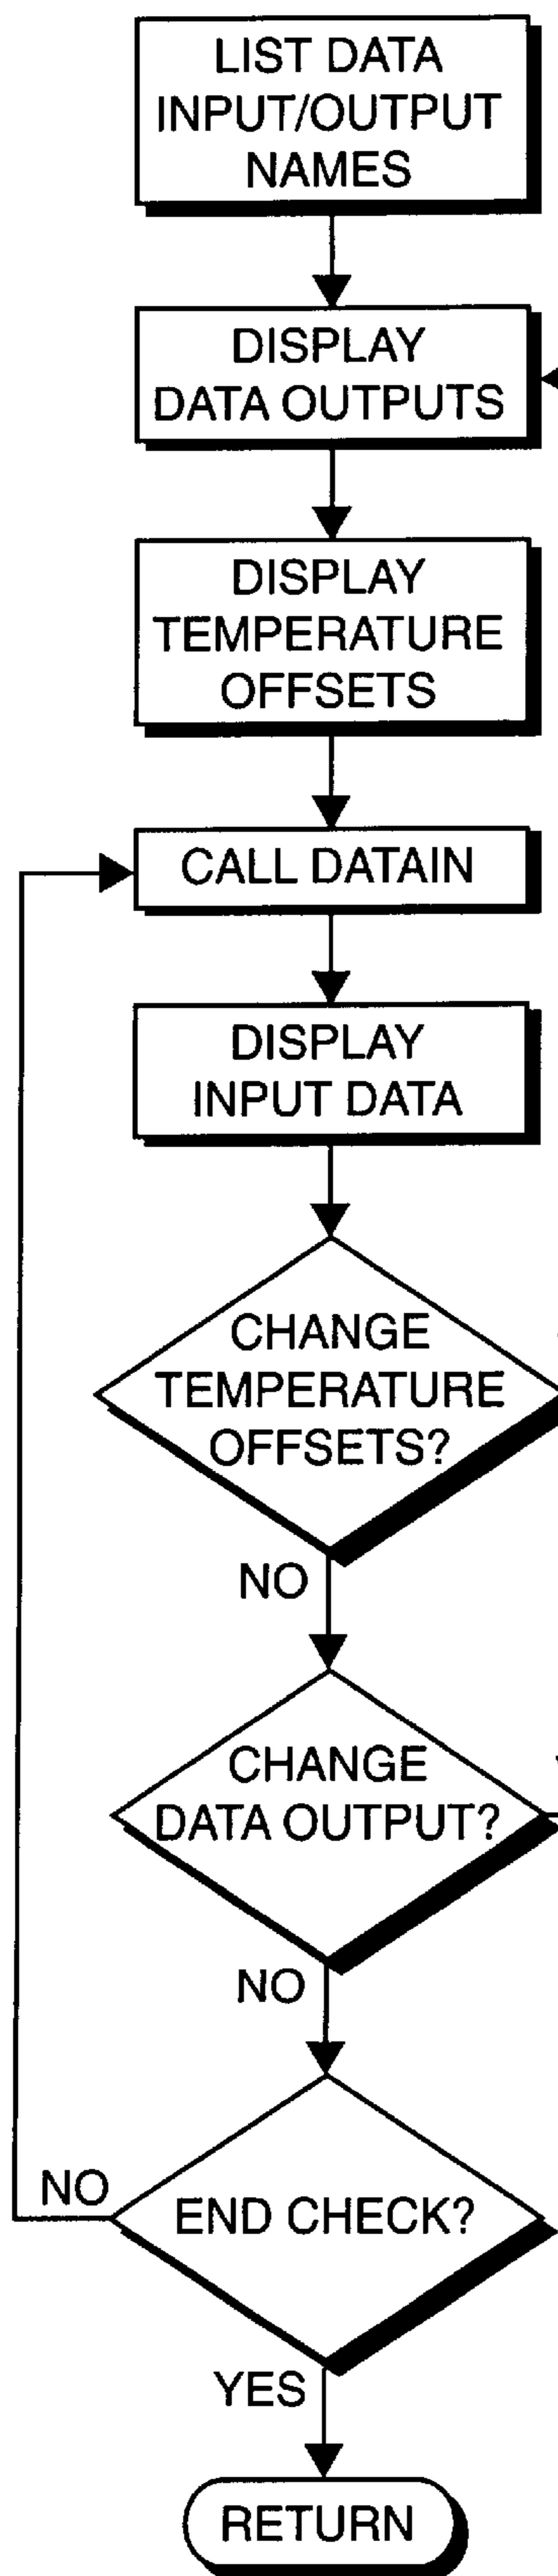 LIST DATA
INPUT/OUTPUT
NAMES
DISPLAY
DATA OUTPUTS
DISPLAY
TEMPERATURE
OFFSETS
CALL DATAIN
DISPLAY
INPUT DATA
CHANGE
TEMPERATURE
OFFSETS?
NO
CHANGE
DATA OUTPUT?
NO
NO
END CHECK?
YES
RETURN